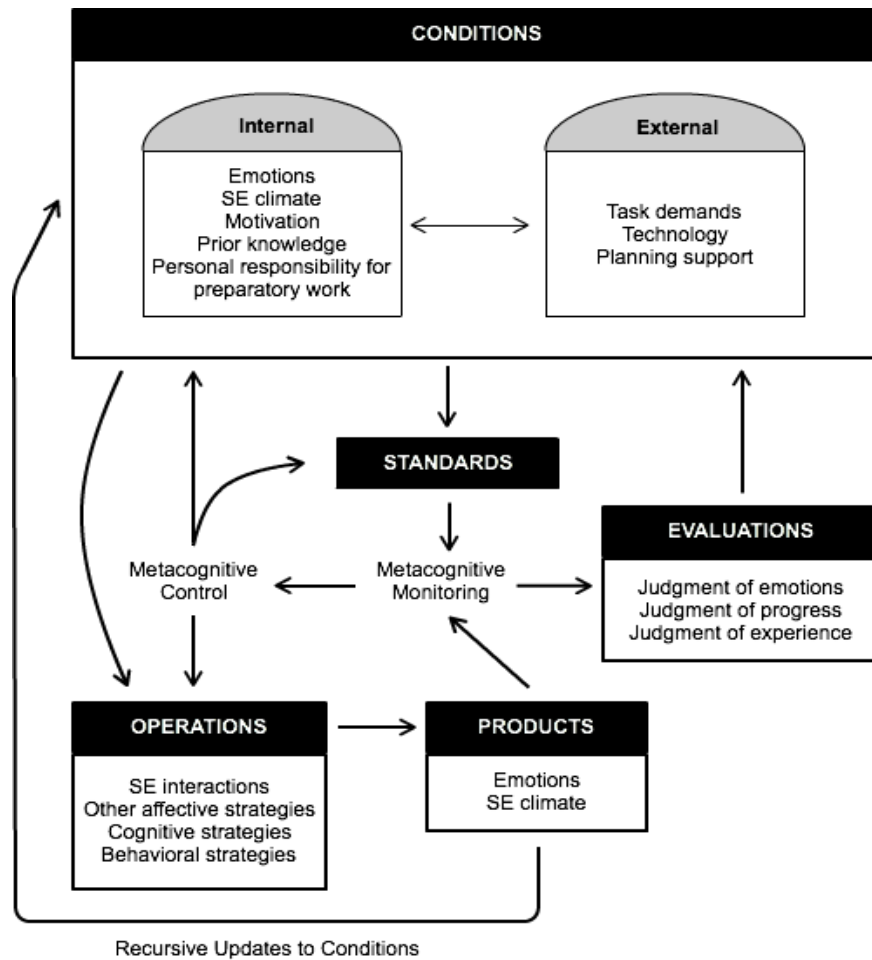 CONDITIONS
Internal
Emotions
SE climate
Motivation
Prior knowledge
Personal responsibility for
preparatory work
External
Task demands
Technology
Planning support
STANDARDS
Metacognitive
Control
Metacognitive
Monitoring
EVALUATIONS
Judgment of emotions
Judgment of progress
Judgment of experience
OPERATIONS
SE interactions
Other affective strategies
Cognitive strategies
Behavioral strategies
PRODUCTS
Emotions
SE climate
Recursive Updates to Conditions